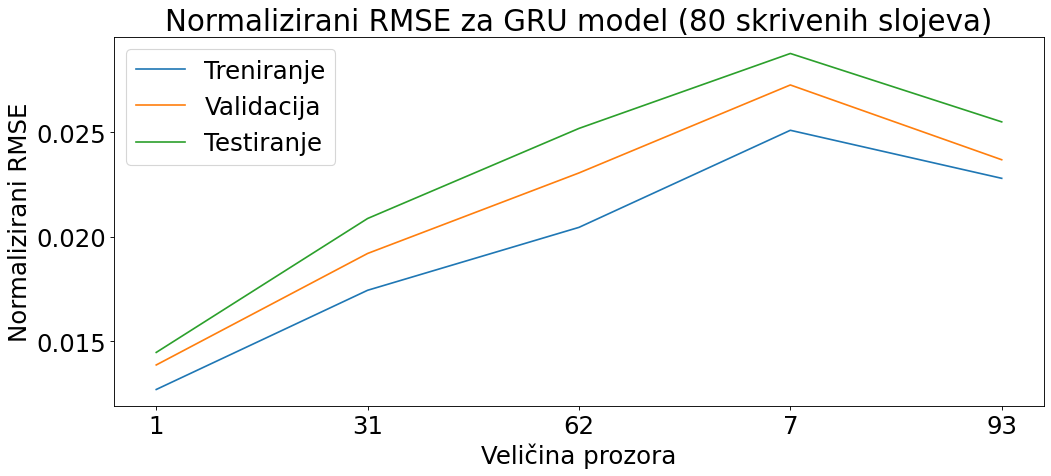 Normalizirani RMSE za GRU model (80 skrivenih slojeva)
Treniranje
Validacija
Testiranje
Normalizirani RMSE
0.025
0.020
0.015
1 31 62 7 93
Veličina prozora